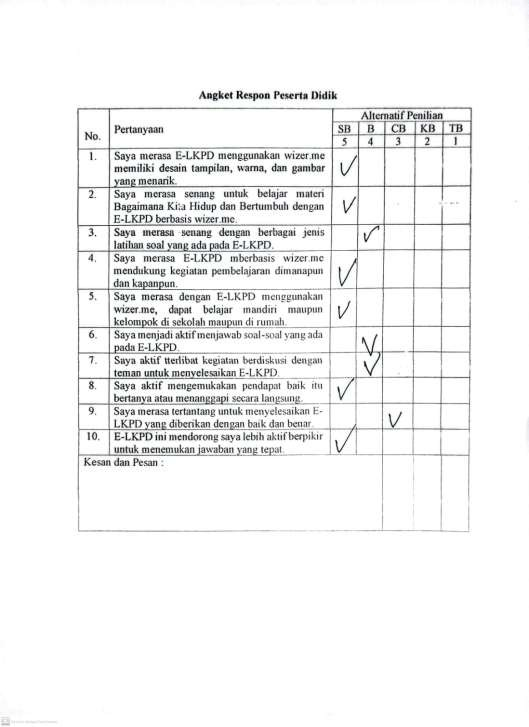 Angket Respon Peserta Didik
No. Pertanyaan Alternatif Penilian
SB B CB KB TB
5 4 3 2 1
1. Saya merasa E-LKPD menggunakan wizer.me
memiliki desain tampilan, warna, dan gambar
yang menarik. ✓
2. Saya merasa senang untuk belajar materi
Bagaimana Kita Hidup dan Bertumbuh dengan
E-LKPD berbasis wizer.me. ✓
3. Saya merasa senang dengan berbagai jenis
latihan soal yang ada pada E-LKPD. ✓
4. Saya merasa E-LKPD mberbasis wizer.me
mendukung kegiatan pembelajaran dimanapun
dan kapanpun. ✓
5. Saya merasa dengan E-LKPD menggunakan
wizer.me, dapat belajar mandiri maupun
kelompok di sekolah maupun di rumah. ✓
6. Saya menjadi aktif menjawab soal-soal yang ada
pada E-LKPD. ✓
7. Saya aktif tterlibat kegiatan berdiskusi dengan
teman untuk menyelesaikan E-LKPD. ✓
8. Saya aktif mengemukakan pendapat baik itu
bertanya atau menanggapi secara langsung. ✓
9. Saya merasa tertantang untuk menyelesaikan E-
LKPD yang diberikan dengan baik dan benar. ✓
10. E-LKPD ini mendorong saya lebih aktif berpikir
untuk menemukan jawaban yang tepat. ✓
Kesan dan Pesan :